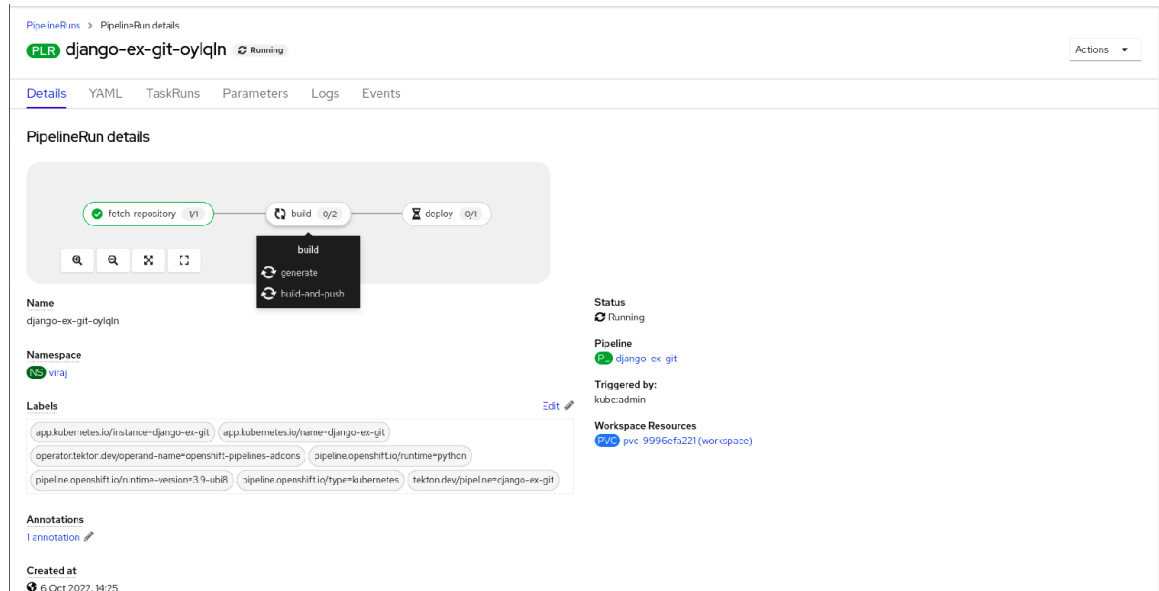 PipelineRuns > PipelineRun details
PLR django-ex-git-oylqln Running
Actions
Details YAML TaskRuns Parameters Logs Events
PipelineRun details
fetch-repository 1/1
build 0/2
deploy 0/1
build
generate
build-and-push
Name
django-ex-git-oylqln
Namespace
NS viraj
Labels
Edit
app.kubernetes.io/instance=django-ex-git app.kubernetes.io/name=django-ex-git
operator.tekton.dev/operand-name=openshift-pipelines-addons pipeline.openshift.io/runtime=python
pipeline.openshift.io/runtime-version=3.9-ubi8 pipeline.openshift.io/type=kubernetes tekton.dev/pipeline=django-ex-git
Annotations
1 annotation
Created at
6 Oct 2022, 14:25
Status
Running
Pipeline
PL django-ex-git
Triggered by:
kube:admin
Workspace Resources
PVC pvc-9996efa221 (workspace)